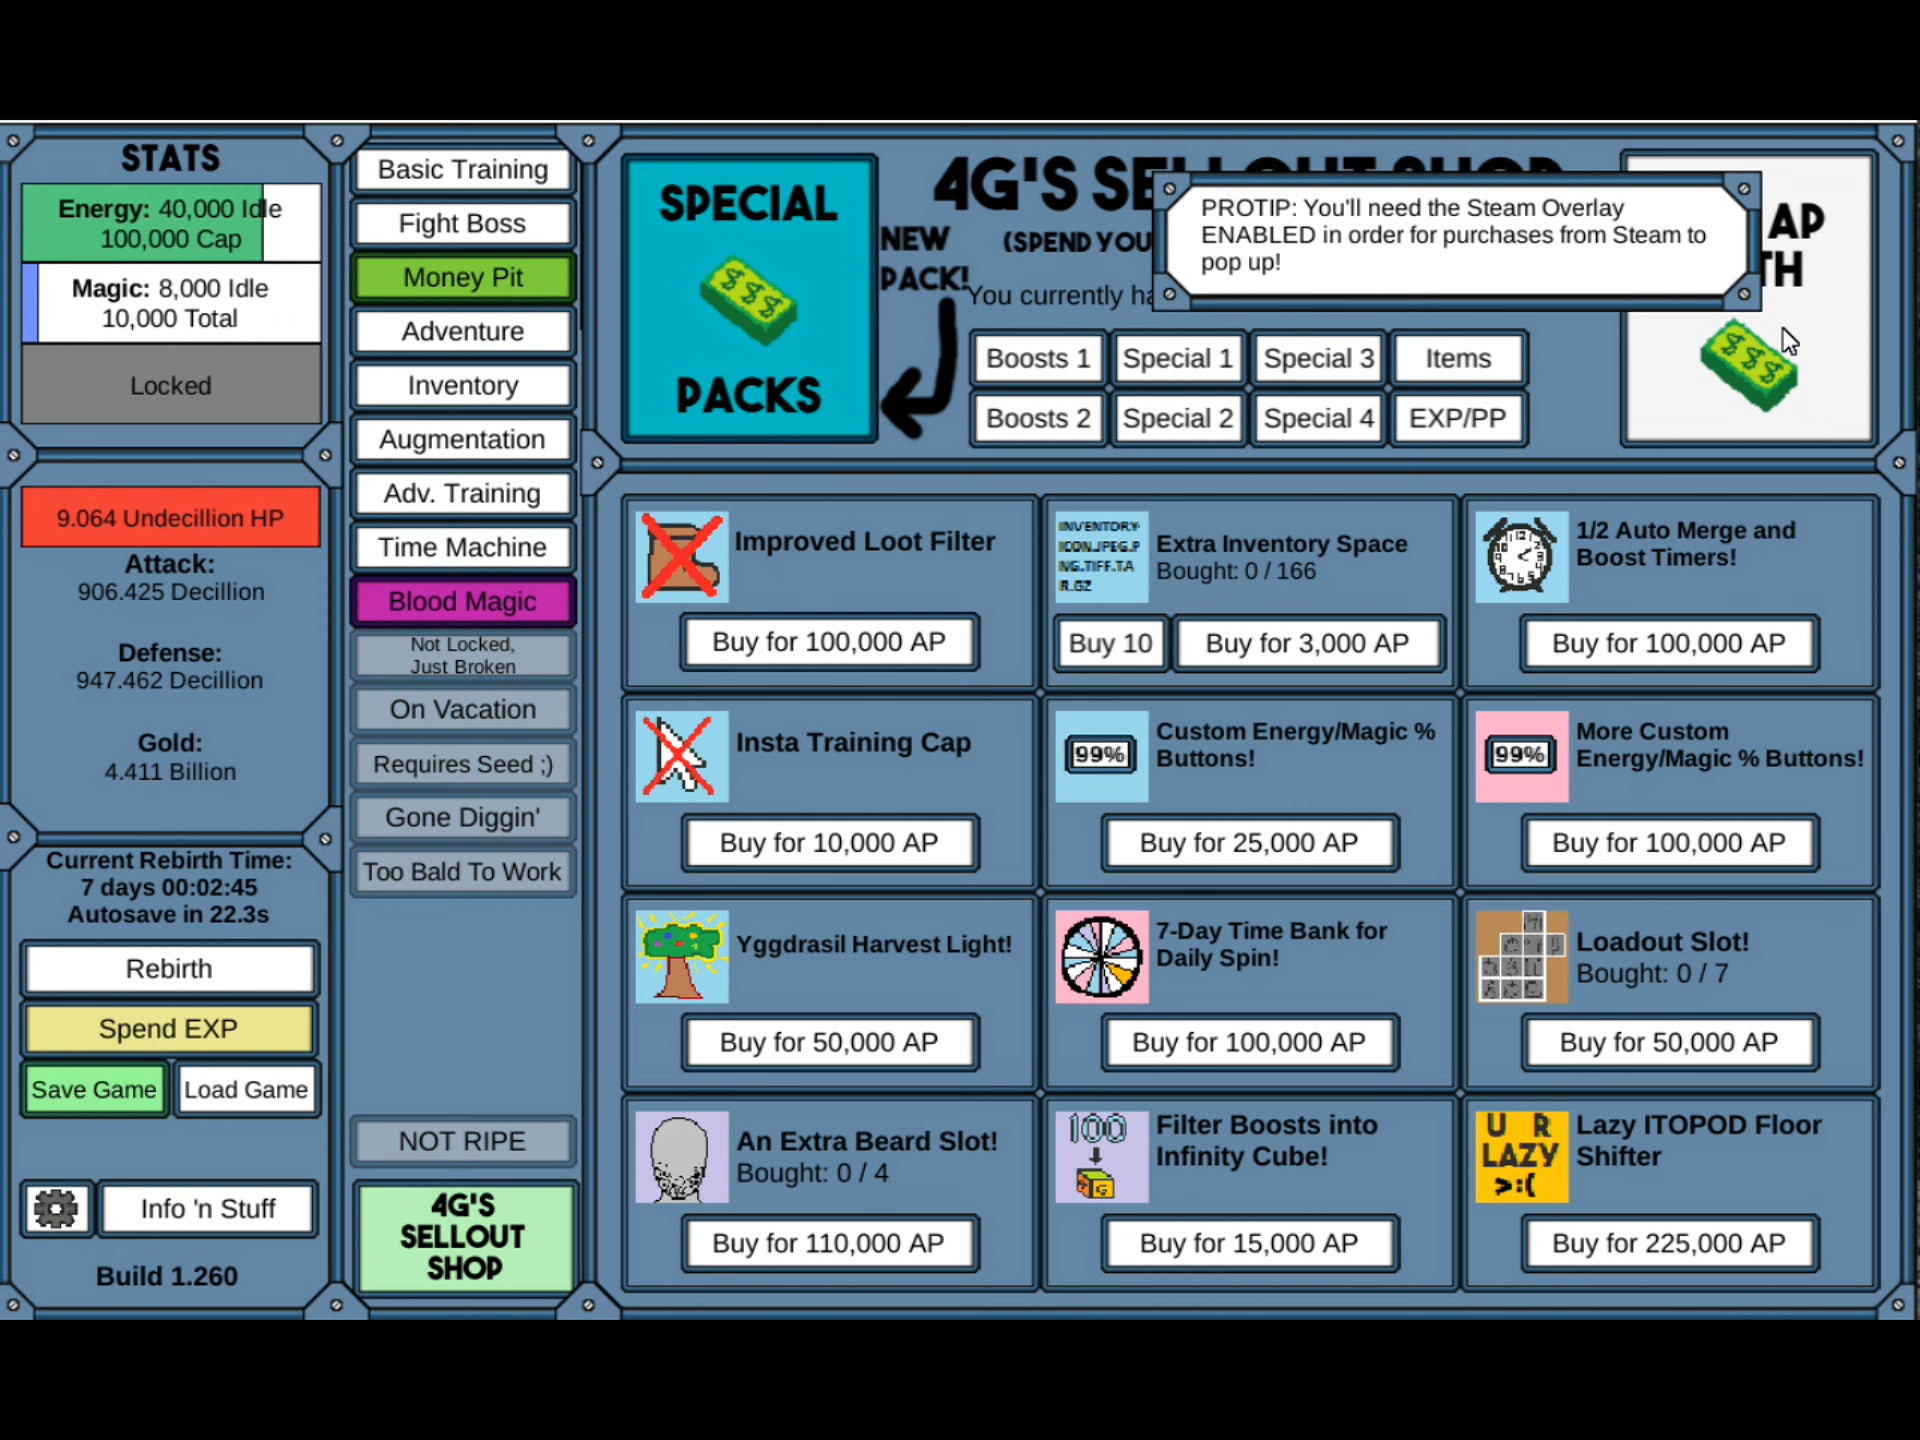 STATS
Energy: 40,000 Idle
100,000 Cap
Magic: 8,000 Idle
10,000 Total
Locked
9.064 Undecillion HP
Attack:
906.425 Decillion
Defense:
947.462 Decillion
Gold:
4.411 Billion
Current Rebirth Time:
7 days 00:02:45
Autosave in 22.3s
Rebirth
Spend EXP
Save Game
Load Game
Info 'n Stuff
Build 1.260
Basic Training
Fight Boss
Money Pit
Adventure
Inventory
Augmentation
Adv. Training
Time Machine
Blood Magic
Not Locked,
Just Broken
On Vacation
Requires Seed ;)
Gone Diggin'
Too Bald To Work
NOT RIPE
4G'S
SELLOUT
SHOP
SPECIAL
$$$
PACKS
NEW
PACK!
4G'S SELLOUT SHOP
(SPEND YOU
You currently ha
PROTIP: You'll need the Steam Overlay
ENABLED in order for purchases from Steam to
pop up!
AP
TH
$$$
Boosts 1
Special 1
Special 3
Items
Boosts 2
Special 2
Special 4
EXP/PP
Improved Loot Filter
Buy for 100,000 AP
INVENTORY
ICON.JPEG.P
NG.TIFF.TA
R.GZ
Extra Inventory Space
Bought: 0 / 166
Buy 10
Buy for 3,000 AP
1/2 Auto Merge and
Boost Timers!
Buy for 100,000 AP
Insta Training Cap
Buy for 10,000 AP
99%
Custom Energy/Magic %
Buttons!
Buy for 25,000 AP
99%
More Custom
Energy/Magic % Buttons!
Buy for 100,000 AP
Yggdrasil Harvest Light!
Buy for 50,000 AP
7-Day Time Bank for
Daily Spin!
Buy for 100,000 AP
Loadout Slot!
Bought: 0 / 7
Buy for 50,000 AP
An Extra Beard Slot!
Bought: 0 / 4
Buy for 110,000 AP
100
Filter Boosts into
Infinity Cube!
Buy for 15,000 AP
U R
LAZY
>:(
Lazy ITOPOD Floor
Shifter
Buy for 225,000 AP